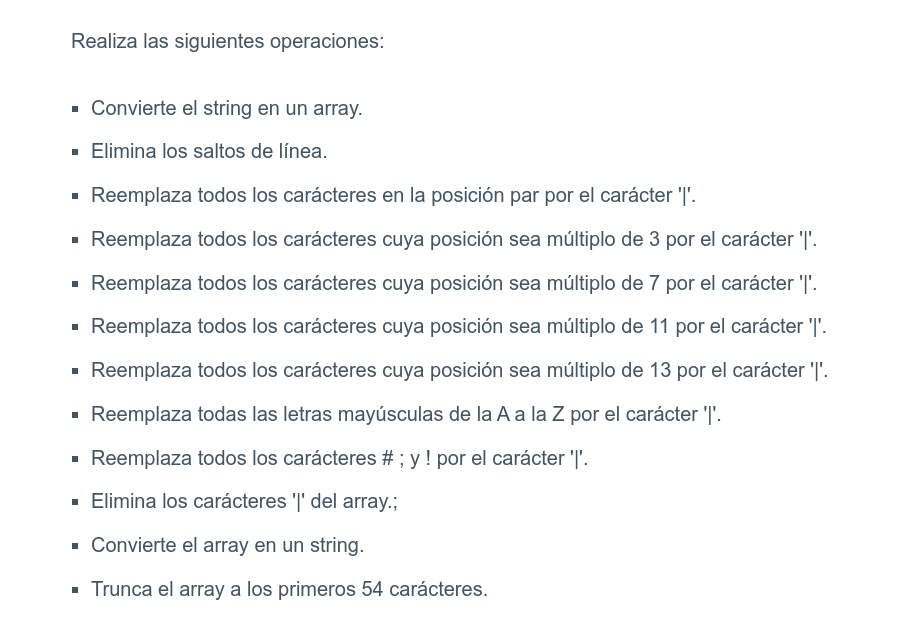 Realiza las siguientes operaciones:
▪ Convierte el string en un array.
▪ Elimina los saltos de línea.
▪ Reemplaza todos los carácteres en la posición par por el carácter '|'.
▪ Reemplaza todos los carácteres cuya posición sea múltiplo de 3 por el carácter '|'.
▪ Reemplaza todos los carácteres cuya posición sea múltiplo de 7 por el carácter '|'.
▪ Reemplaza todos los carácteres cuya posición sea múltiplo de 11 por el carácter '|'.
▪ Reemplaza todos los carácteres cuya posición sea múltiplo de 13 por el carácter '|'.
▪ Reemplaza todas las letras mayúsculas de la A a la Z por el carácter '|'.
▪ Reemplaza todos los carácteres # ; y ! por el carácter '|'.
▪ Elimina los carácteres '|' del array.;
▪ Convierte el array en un string.
▪ Trunca el array a los primeros 54 carácteres.